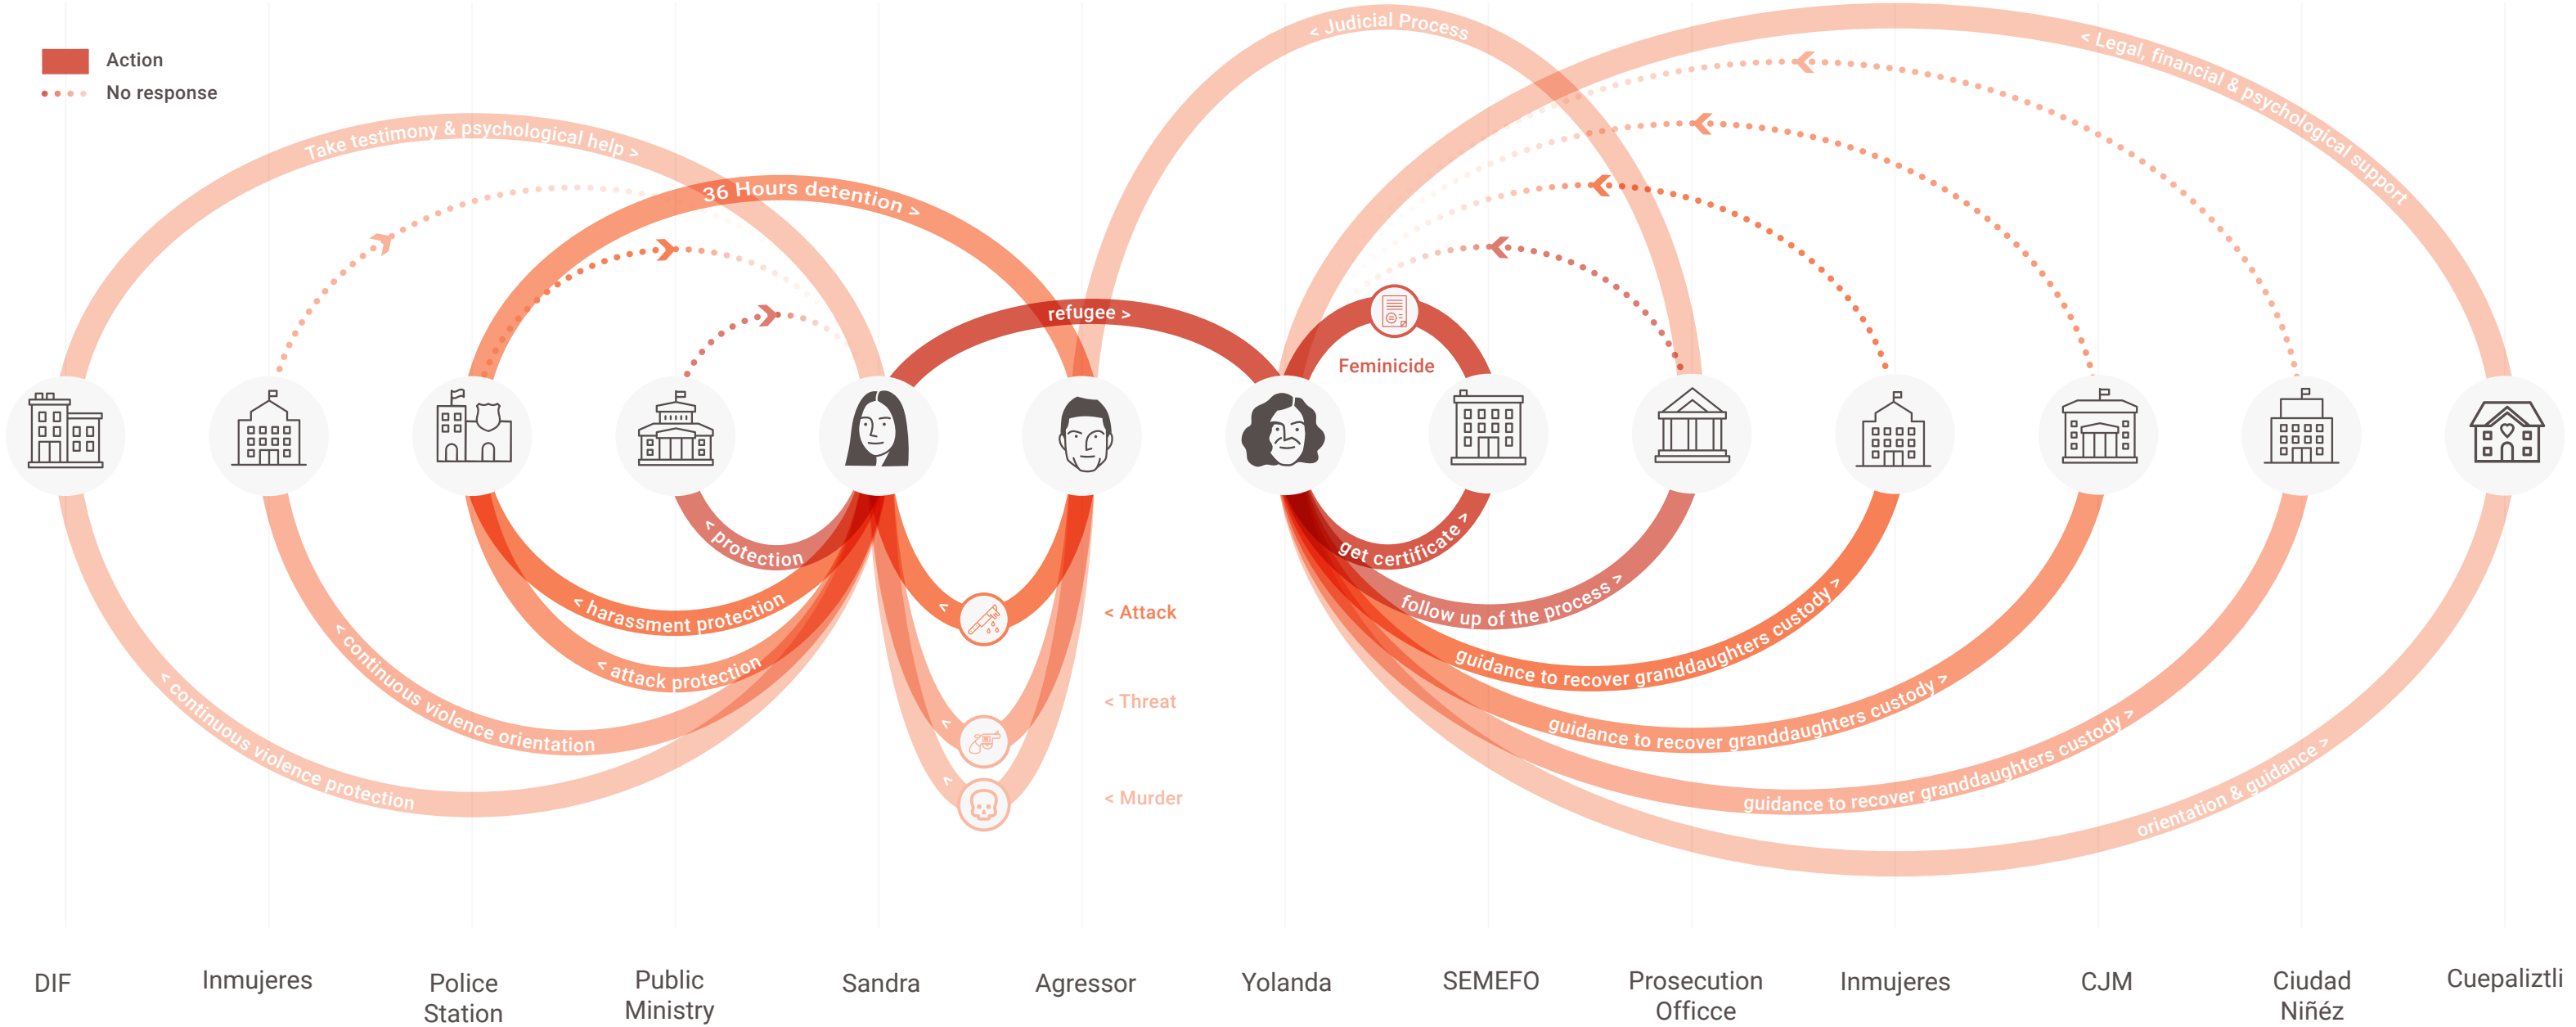 Action
No response
< Judicial Process
< Legal, financial & psychological support
Take testimony & psychological help >
36 Hours detention >
refugee >
Feminicide
< protection
get certificate >
< harassment protection
< Attack
follow up of the process >
< continuous violence orientation
< attack protection
guidance to recover granddaughters custody >
< continuous violence protection
< Threat
guidance to recover granddaughters custody >
guidance to recover granddaughters custody >
< Murder
orientation & guidance >
<
<
<
DIF
Inmujeres
Police
Station
Public
Ministry
Sandra
Agressor
Yolanda
SEMEFO
Prosecution
Officce
Inmujeres
CJM
Ciudad
Niñéz
Cuepaliztli